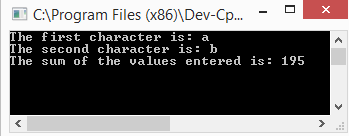 C:\Program Files (x86)\Dev-Cp...
The first character is: a
The second character is: b
The sum of the values entered is: 195